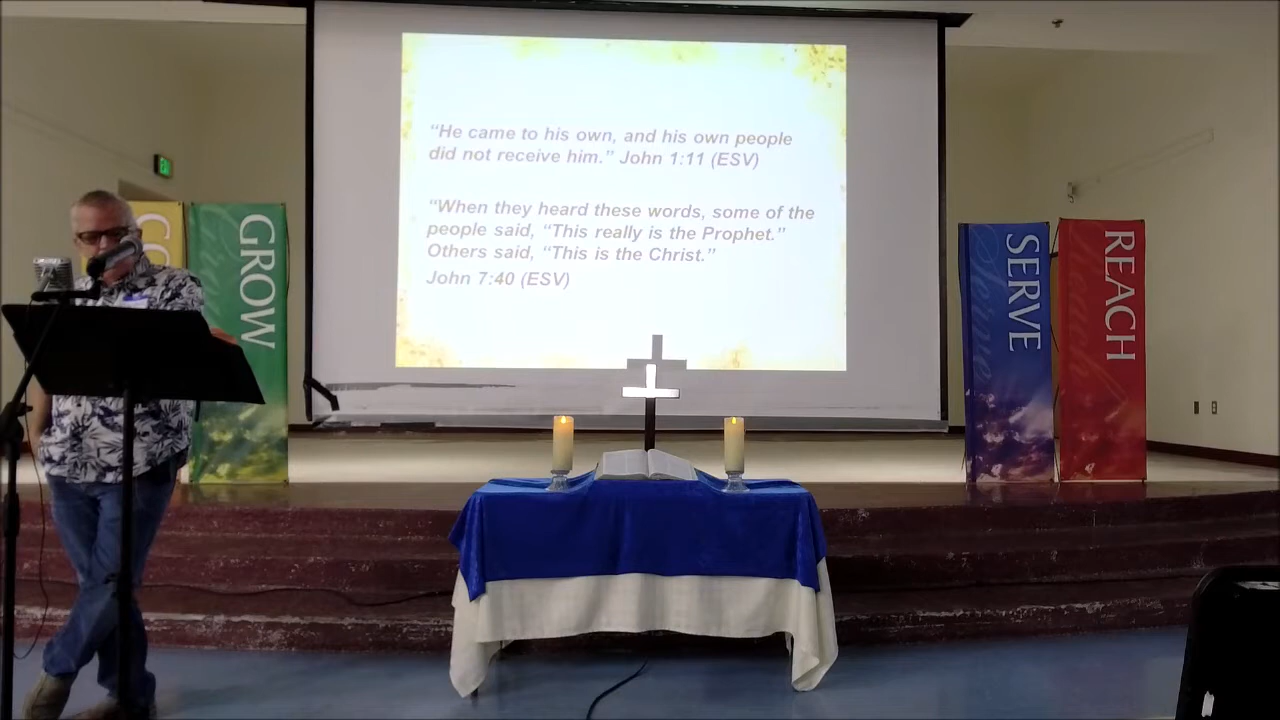 “He came to his own, and his own people
did not receive him.” John 1:11 (ESV)
“When they heard these words, some of the
people said, “This really is the Prophet.”
Others said, “This is the Christ.”
John 7:40 (ESV)
GROW
SERVE
REACH